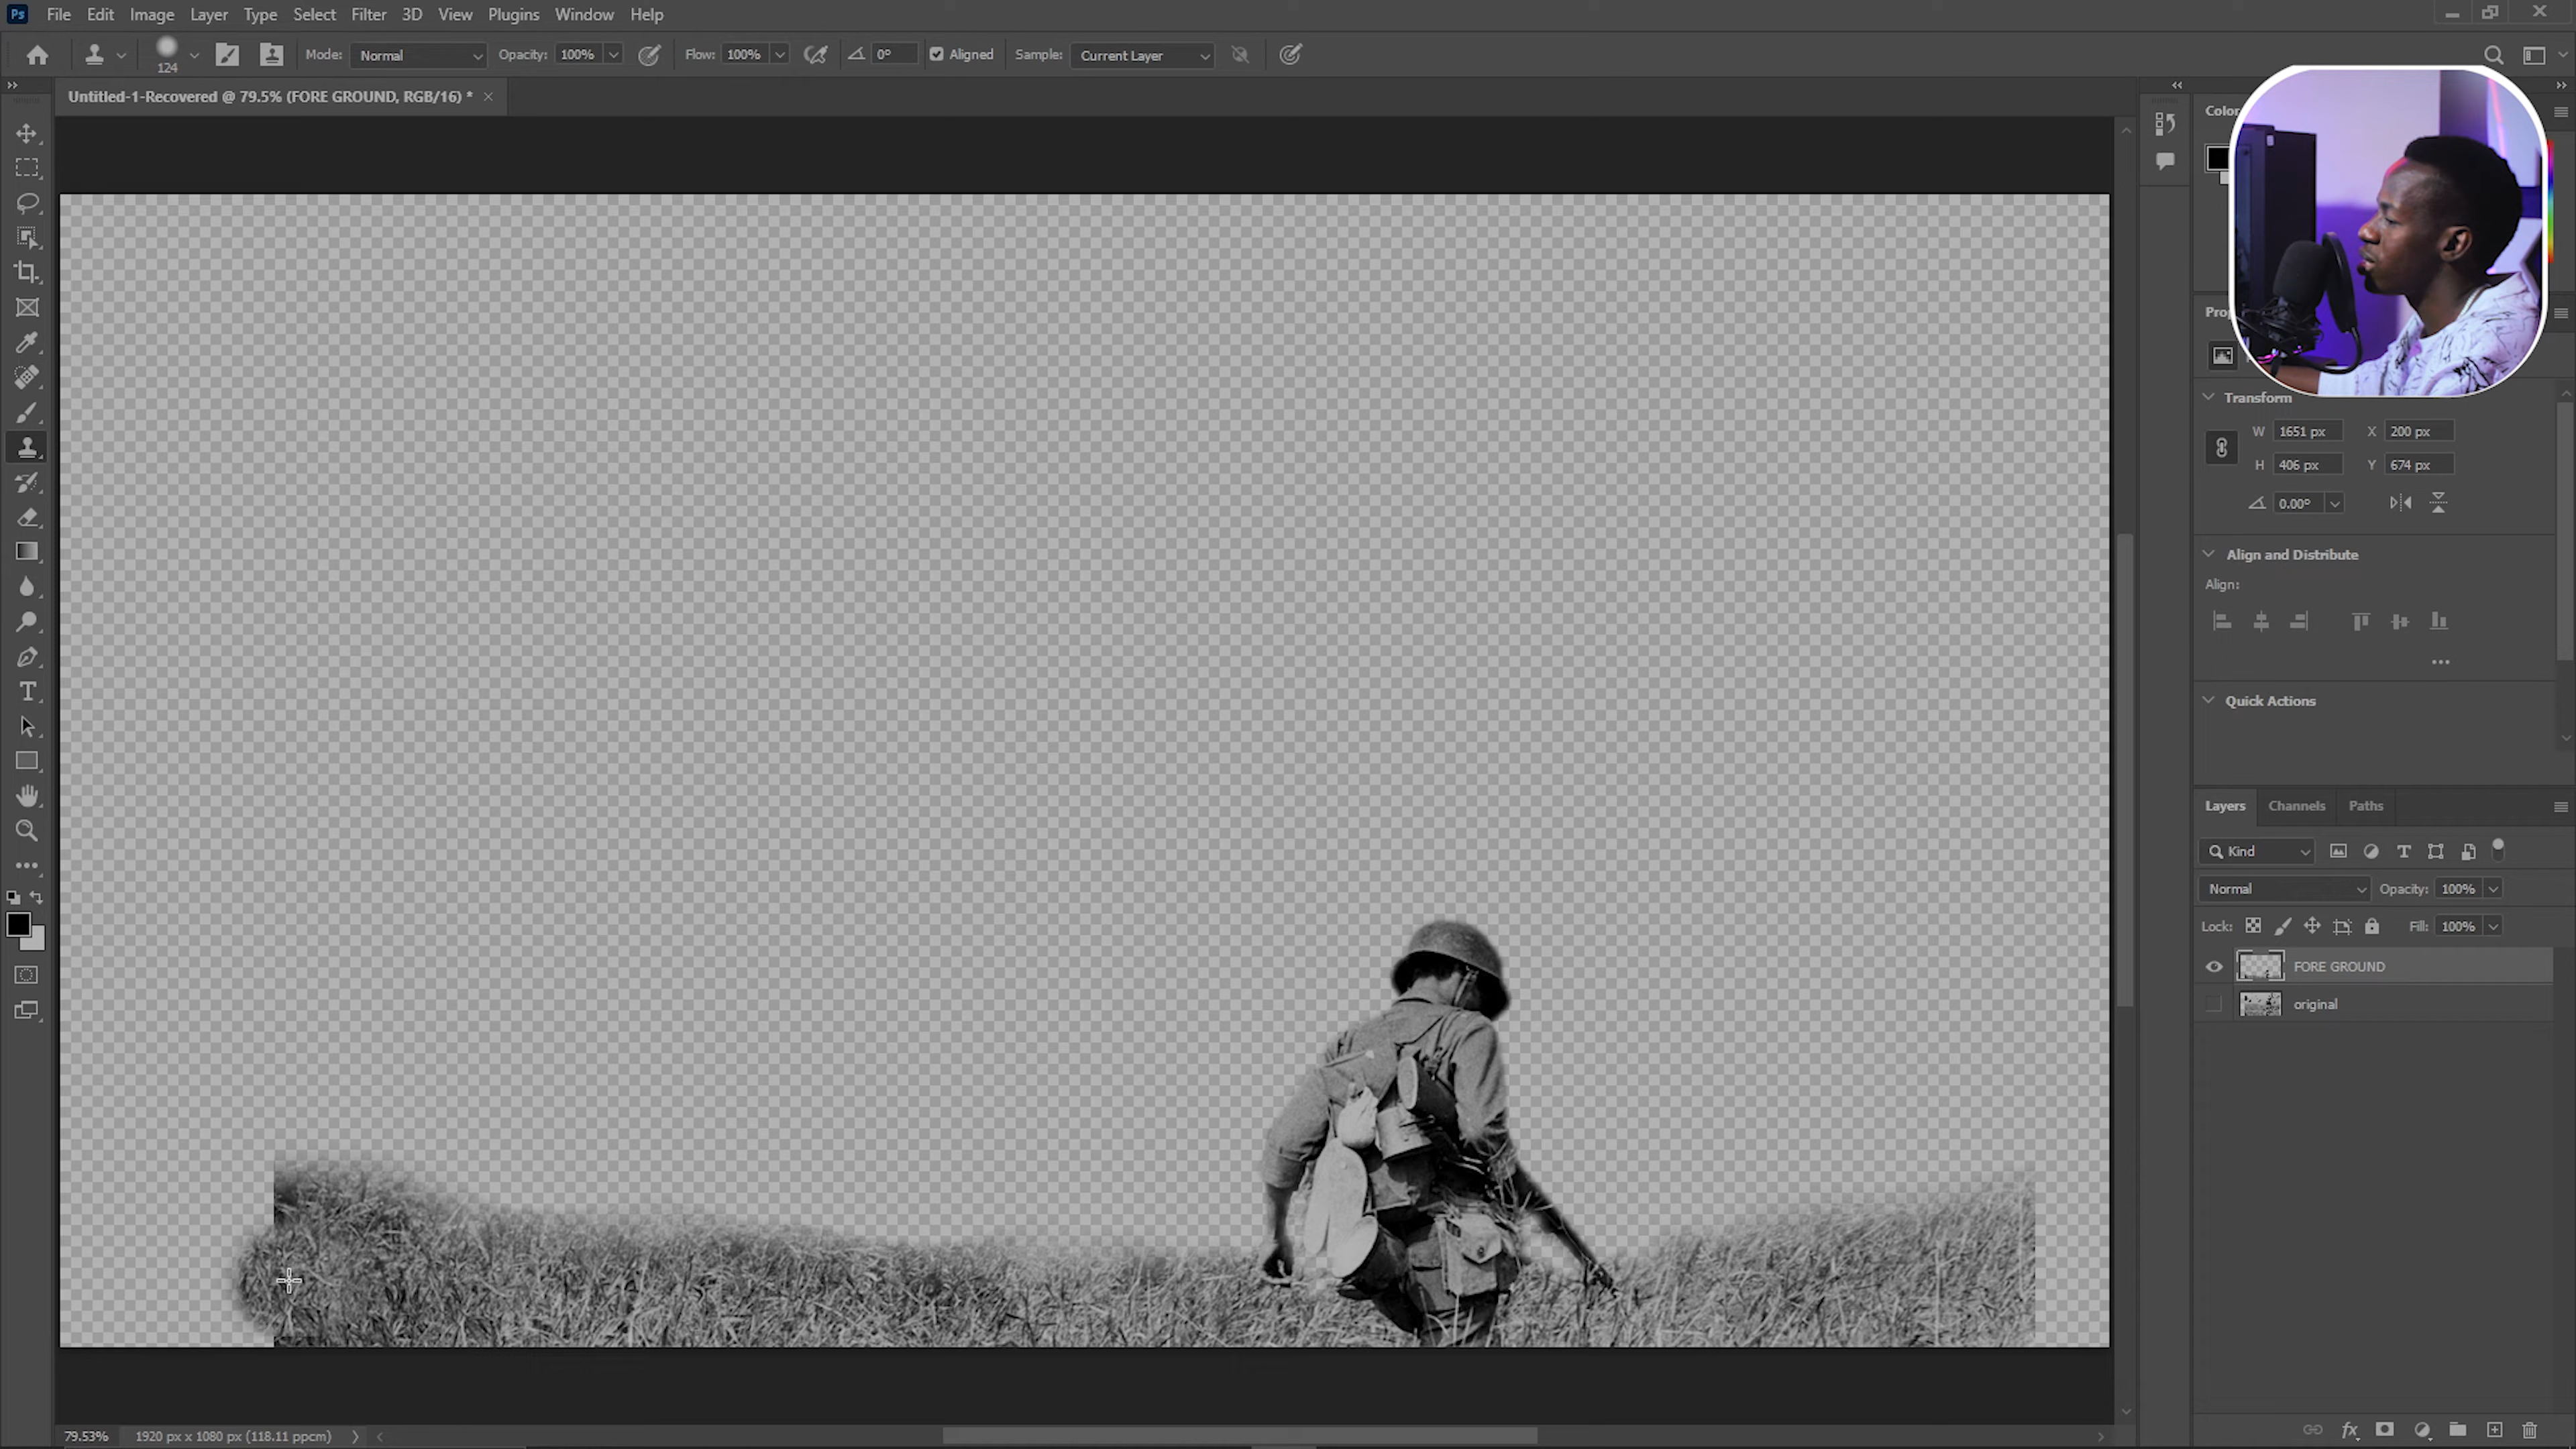 Ps File Edit Image Layer Type Select Filter 3D View Plugins Window Help
124 Mode: Normal Opacity: 100% Flow: 100% 0° Aligned Sample: Current Layer
Untitled-1-Recovered @ 79.5% (FORE GROUND, RGB/16) *
Color
Transform
W 1651 px X 200 px
H 406 px Y 674 px
0.00°
Align and Distribute
Align:
Quick Actions
Layers Channels Paths
Kind
Normal Opacity: 100%
Lock: Fill: 100%
FORE GROUND
original
79.53% 1920 px x 1080 px (118.11 ppcm)